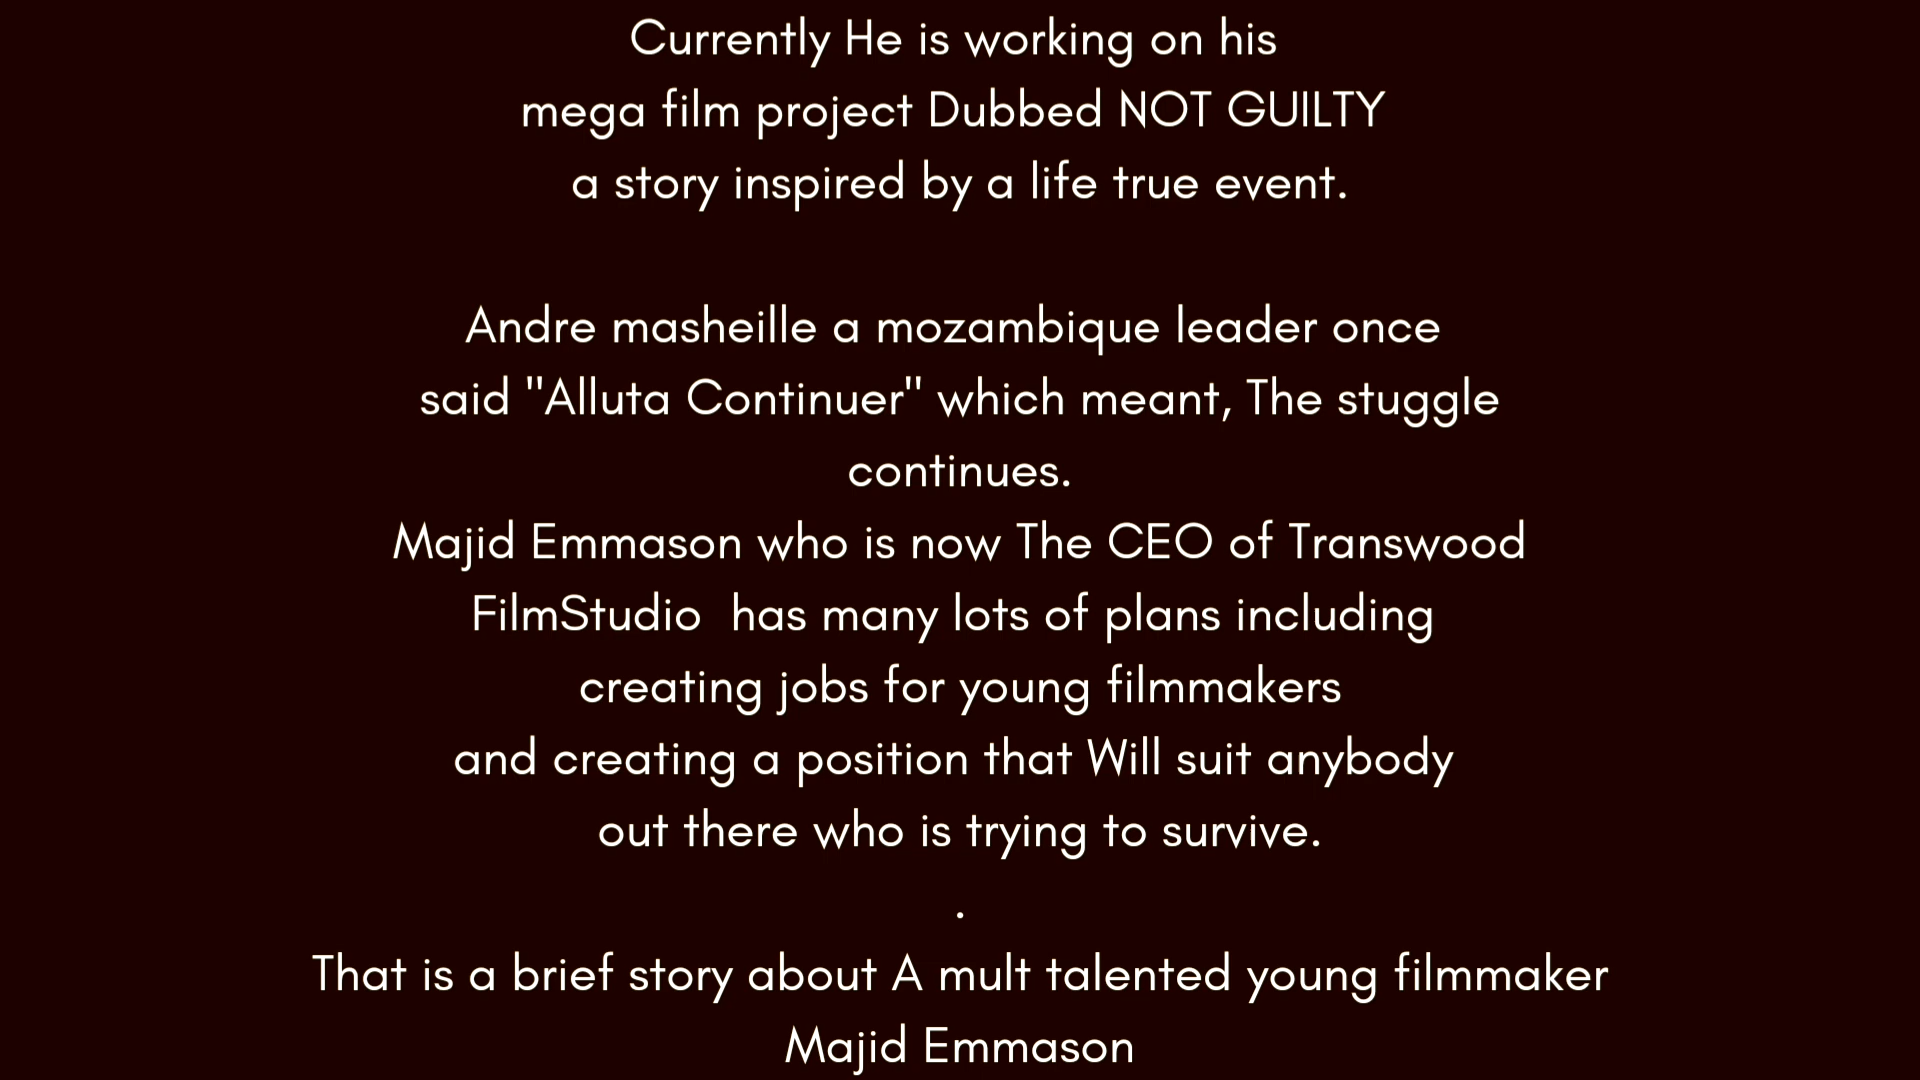 Currently He is working on his
mega film project Dubbed NOT GUILTY
a story inspired by a life true event.
Andre masheille a mozambique leader once
said "Alluta Continuer" which meant, The stuggle
continues.
Majid Emmason who is now The CEO of Transwood
FilmStudio  has many lots of plans including
creating jobs for young filmmakers
and creating a position that Will suit anybody
out there who is trying to survive.
.
That is a brief story about A mult talented young filmmaker
Majid Emmason